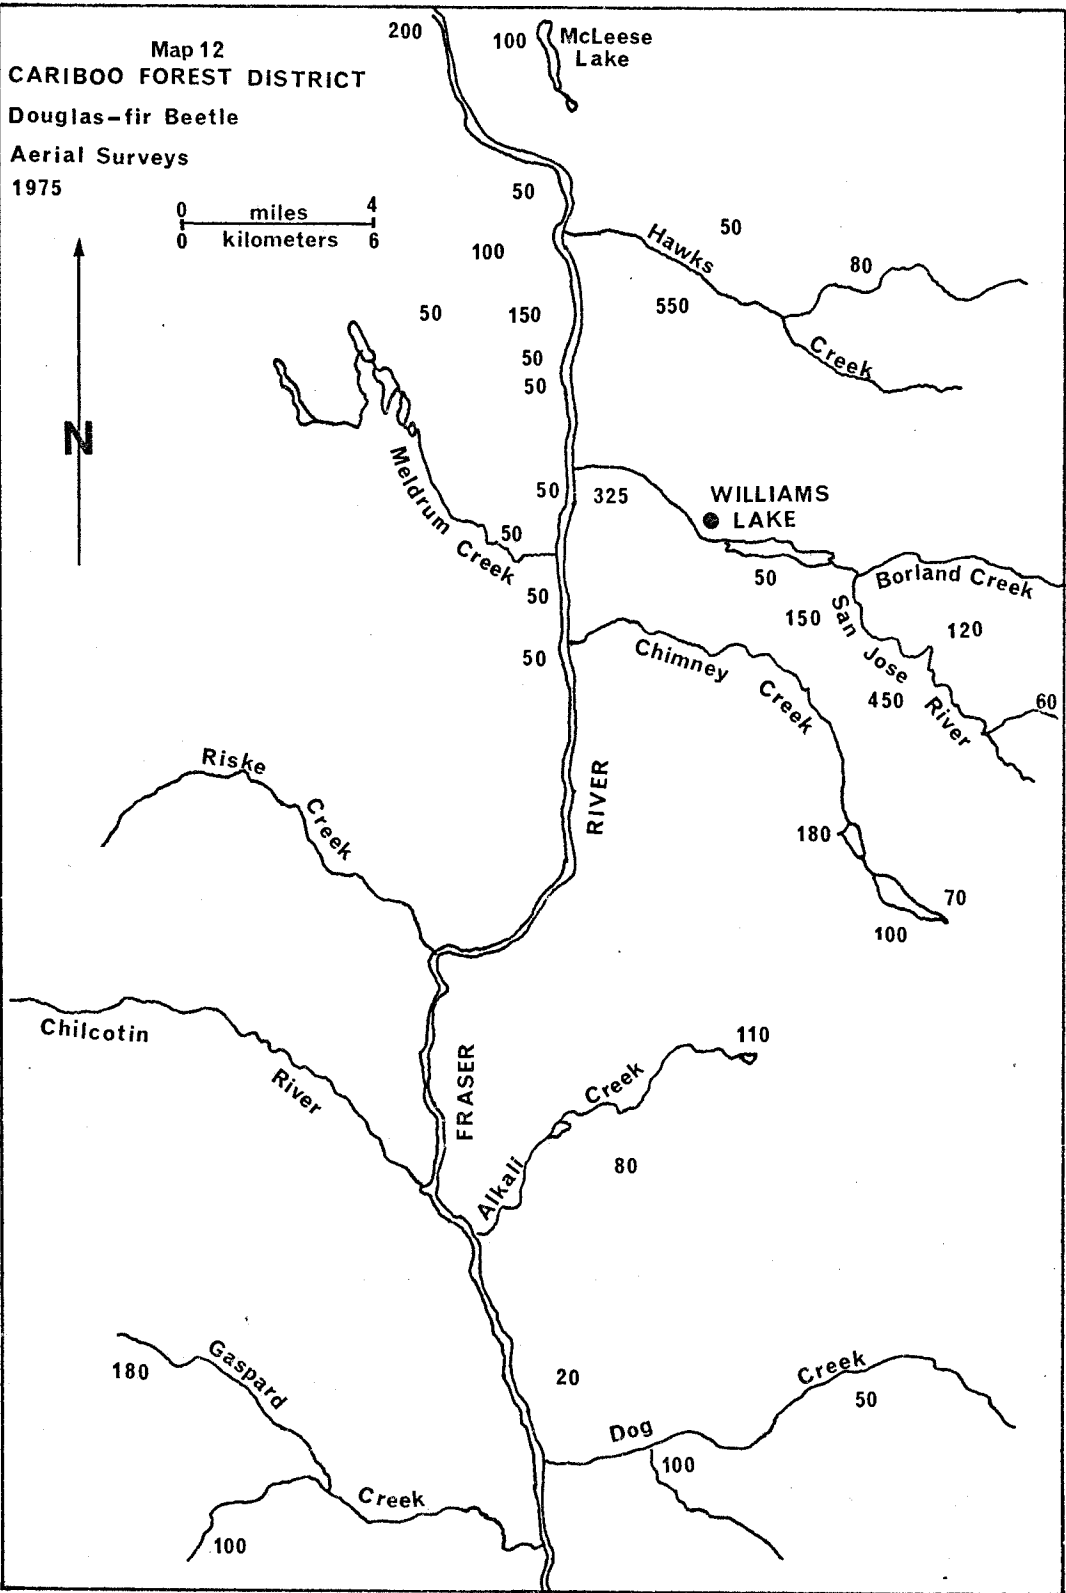 Map 12
CARIBOO FOREST DISTRICT
Douglas-fir Beetle
Aerial Surveys
1975
0 miles 4
0 kilometers 6
N
200
100
McLeese
Lake
50
100
50
150
50
50
50
Hawks
80
550
Creek
Meldrum Creek
50
50
325
WILLIAMS
LAKE
50
50
Borland Creek
150
120
San Jose River
450
60
50
Chimney Creek
Riske
Creek
RIVER
180
70
100
Chilcotin
River
FRASER
110
Alkali Creek
80
180
Gaspard
Creek
100
20
Dog Creek
50
100